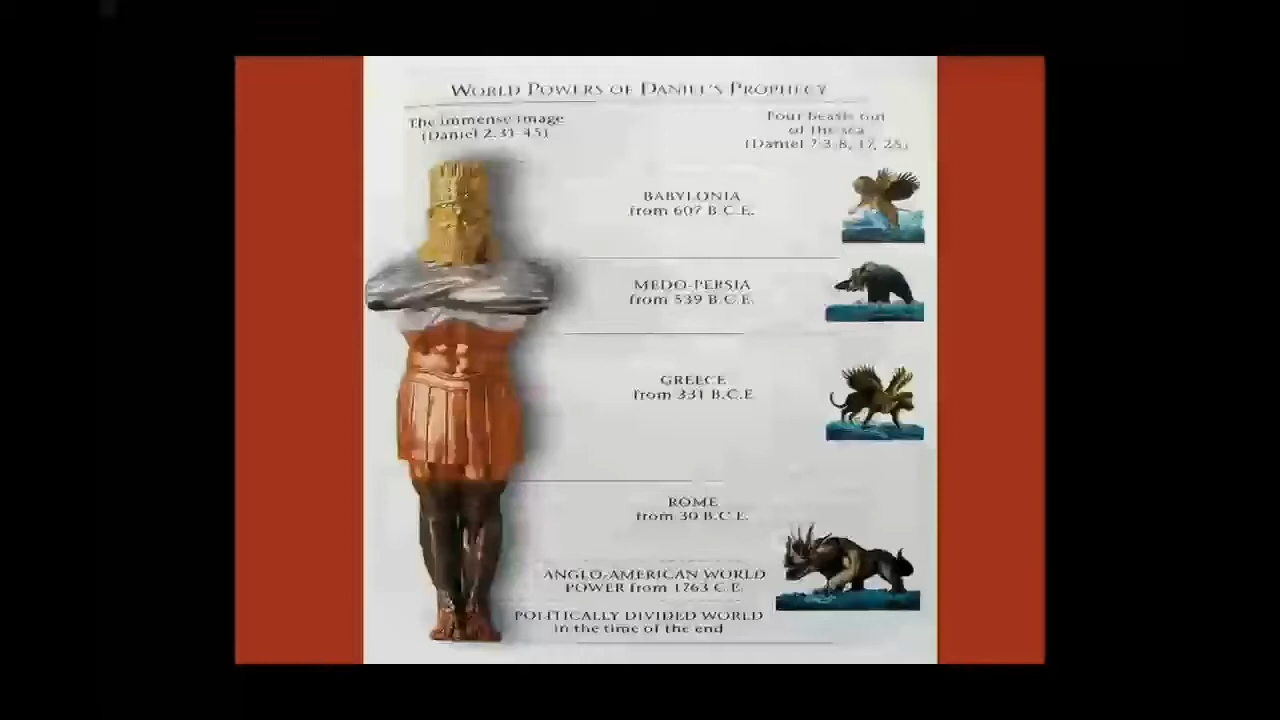 WORLD POWERS OF DANIEL'S PROPHECY
The immense image
(Daniel 2:31-45)
Four beasts out
of the sea
(Daniel 7:3-8, 17, 25)
BABYLONIA
from 607 B.C.E.
MEDO-PERSIA
from 539 B.C.E.
GREECE
from 331 B.C.E.
ROME
from 30 B.C.E.
ANGLO-AMERICAN WORLD
POWER from 1763 C.E.
POLITICALLY DIVIDED WORLD
in the time of the end